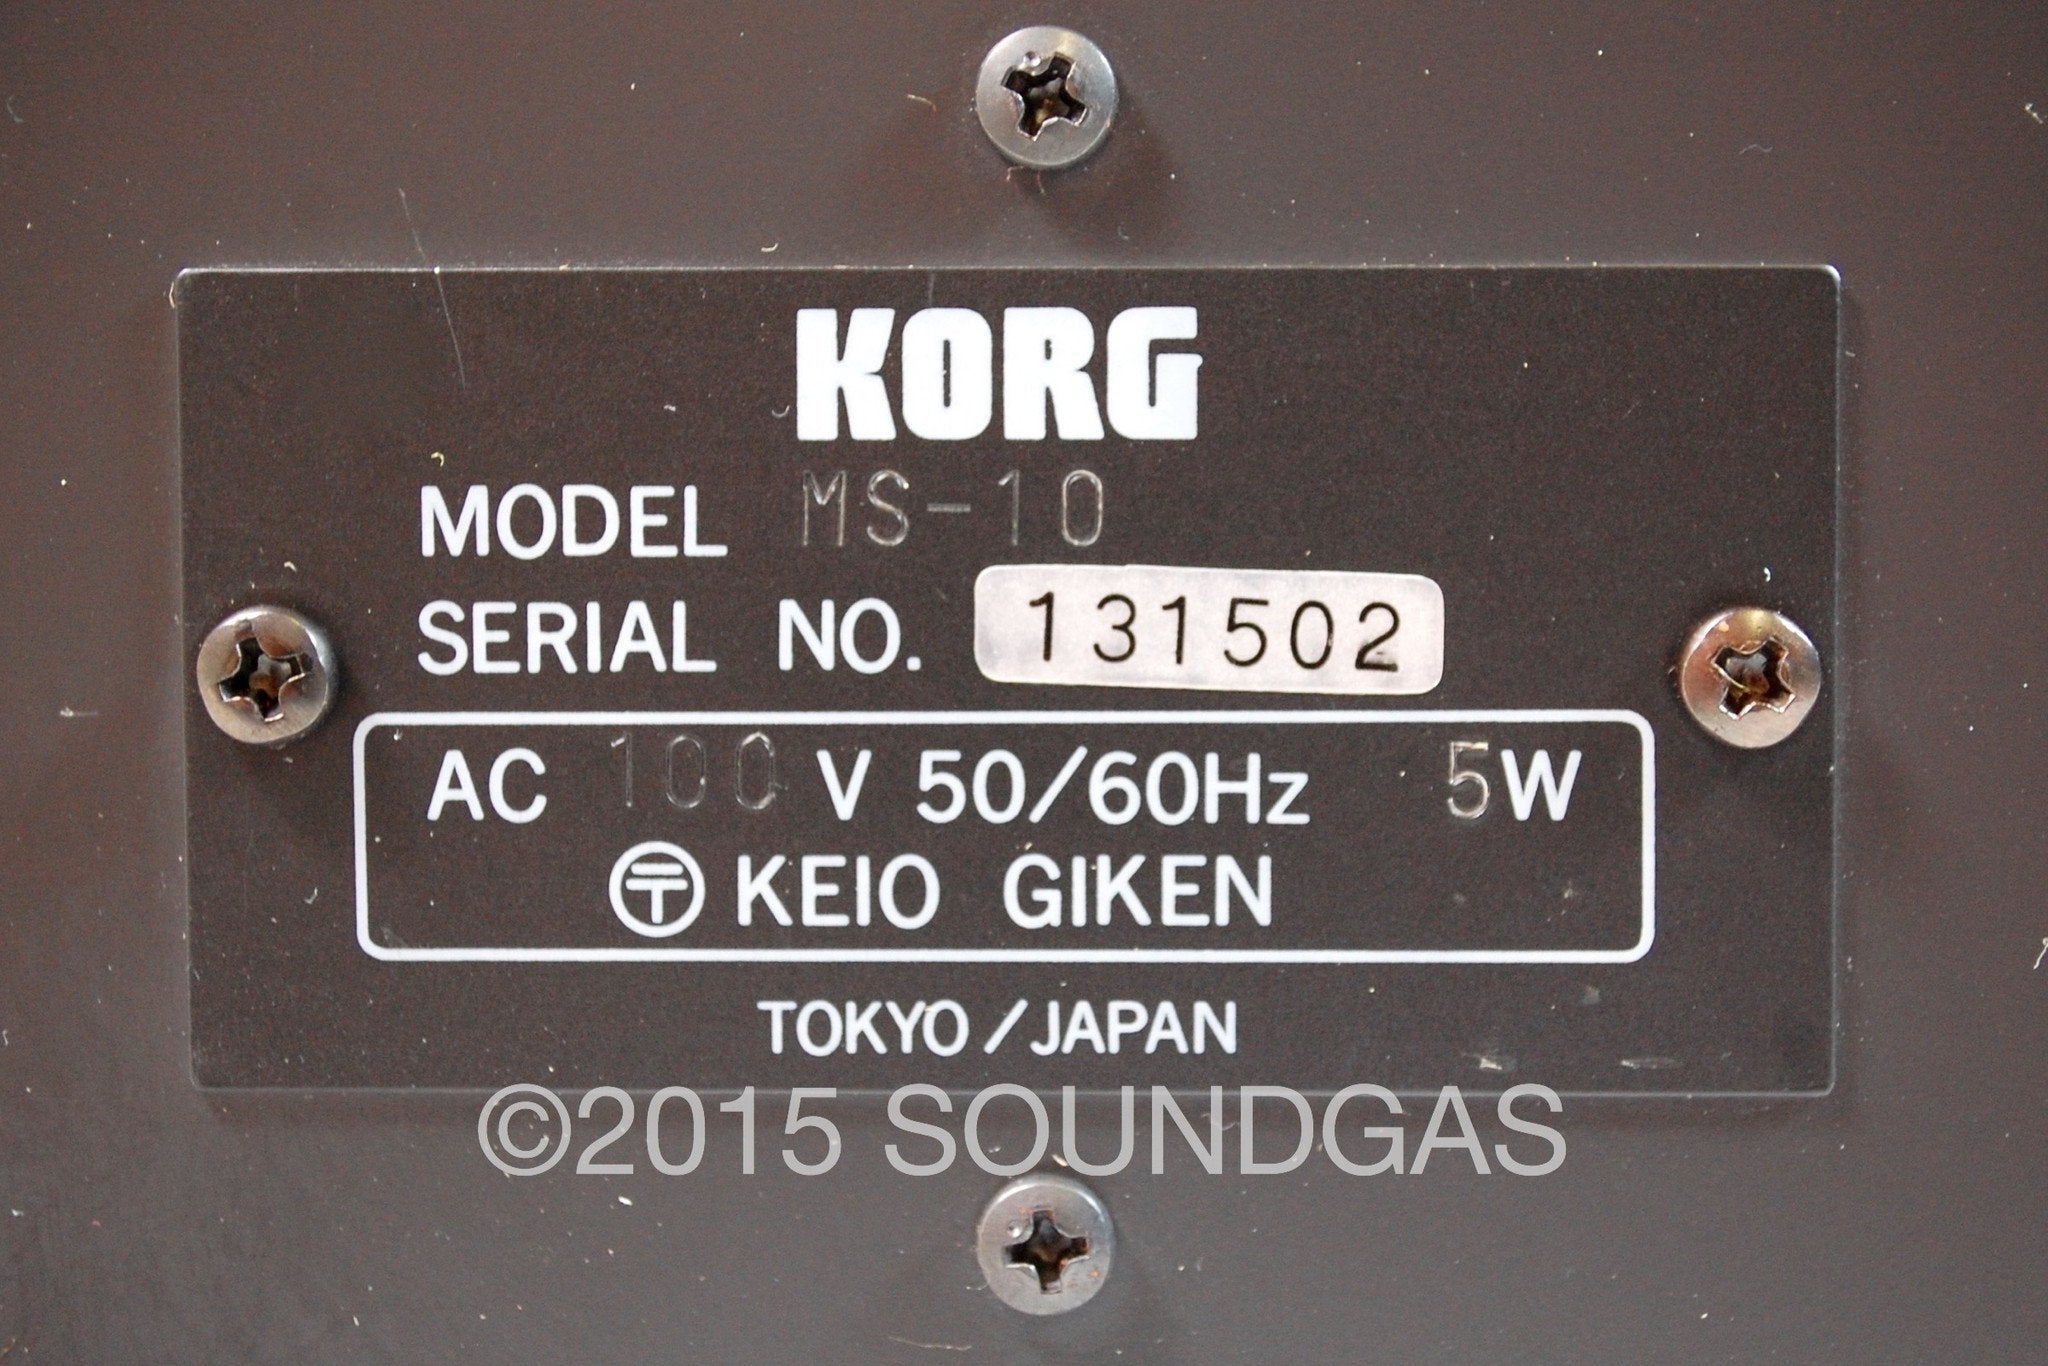 KORG
MODEL MS-10
SERIAL NO. 131502
AC 100 V 50/60Hz 5W
〶 KEIO GIKEN
TOKYO/JAPAN
©2015 SOUNDGAS